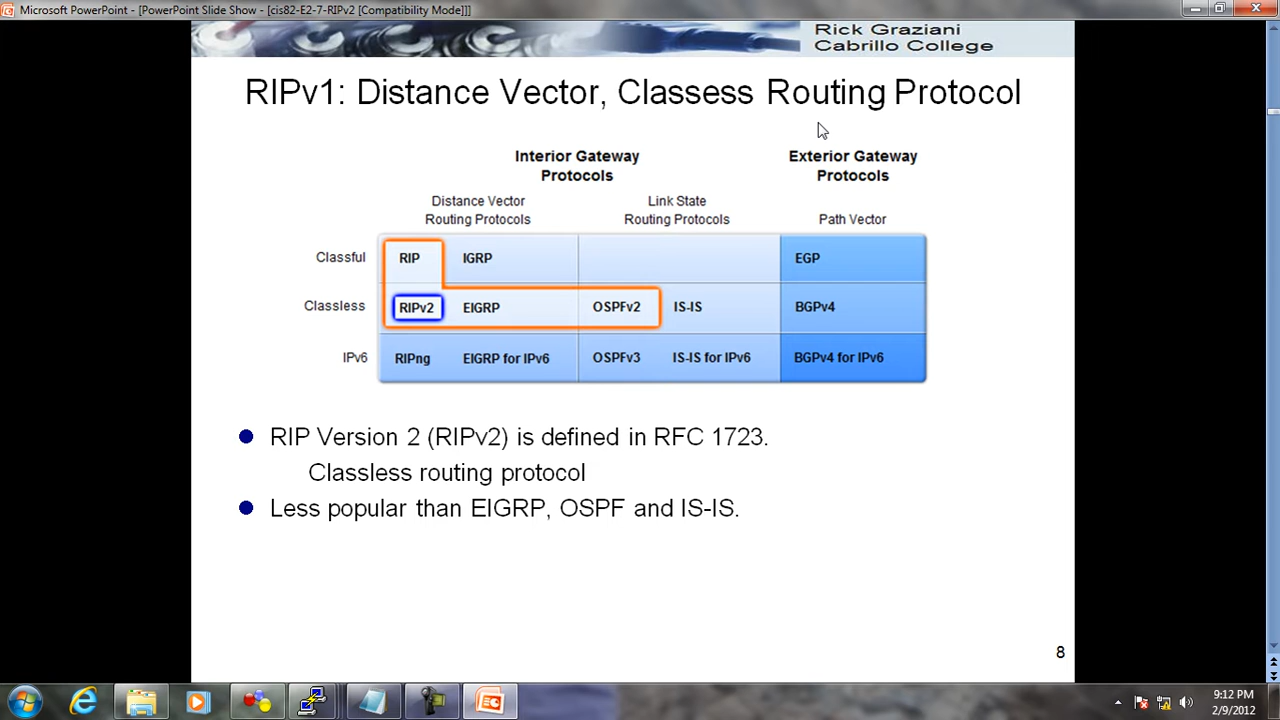 Microsoft PowerPoint - [PowerPoint Slide Show - [cis82-E2-7-RIPv2 [Compatibility Mode]]]
Rick Graziani
Cabrillo College
RIPv1: Distance Vector, Classess Routing Protocol
Interior Gateway
Protocols
Exterior Gateway
Protocols
Distance Vector
Routing Protocols
Link State
Routing Protocols
Path Vector
Classful RIP IGRP EGP
Classless RIPv2 EIGRP OSPFv2 IS-IS BGPv4
IPv6 RIPng EIGRP for IPv6 OSPFv3 IS-IS for IPv6 BGPv4 for IPv6
RIP Version 2 (RIPv2) is defined in RFC 1723.
Classless routing protocol
Less popular than EIGRP, OSPF and IS-IS.
8
9:12 PM
2/9/2012